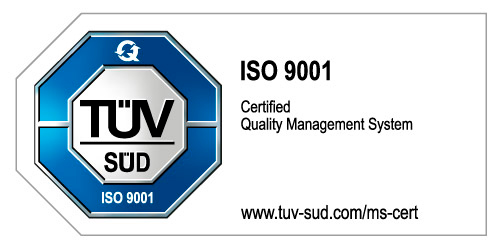 TÜV
SÜD
ISO 9001
ISO 9001
Certified
Quality Management System
www.tuv-sud.com/ms-cert